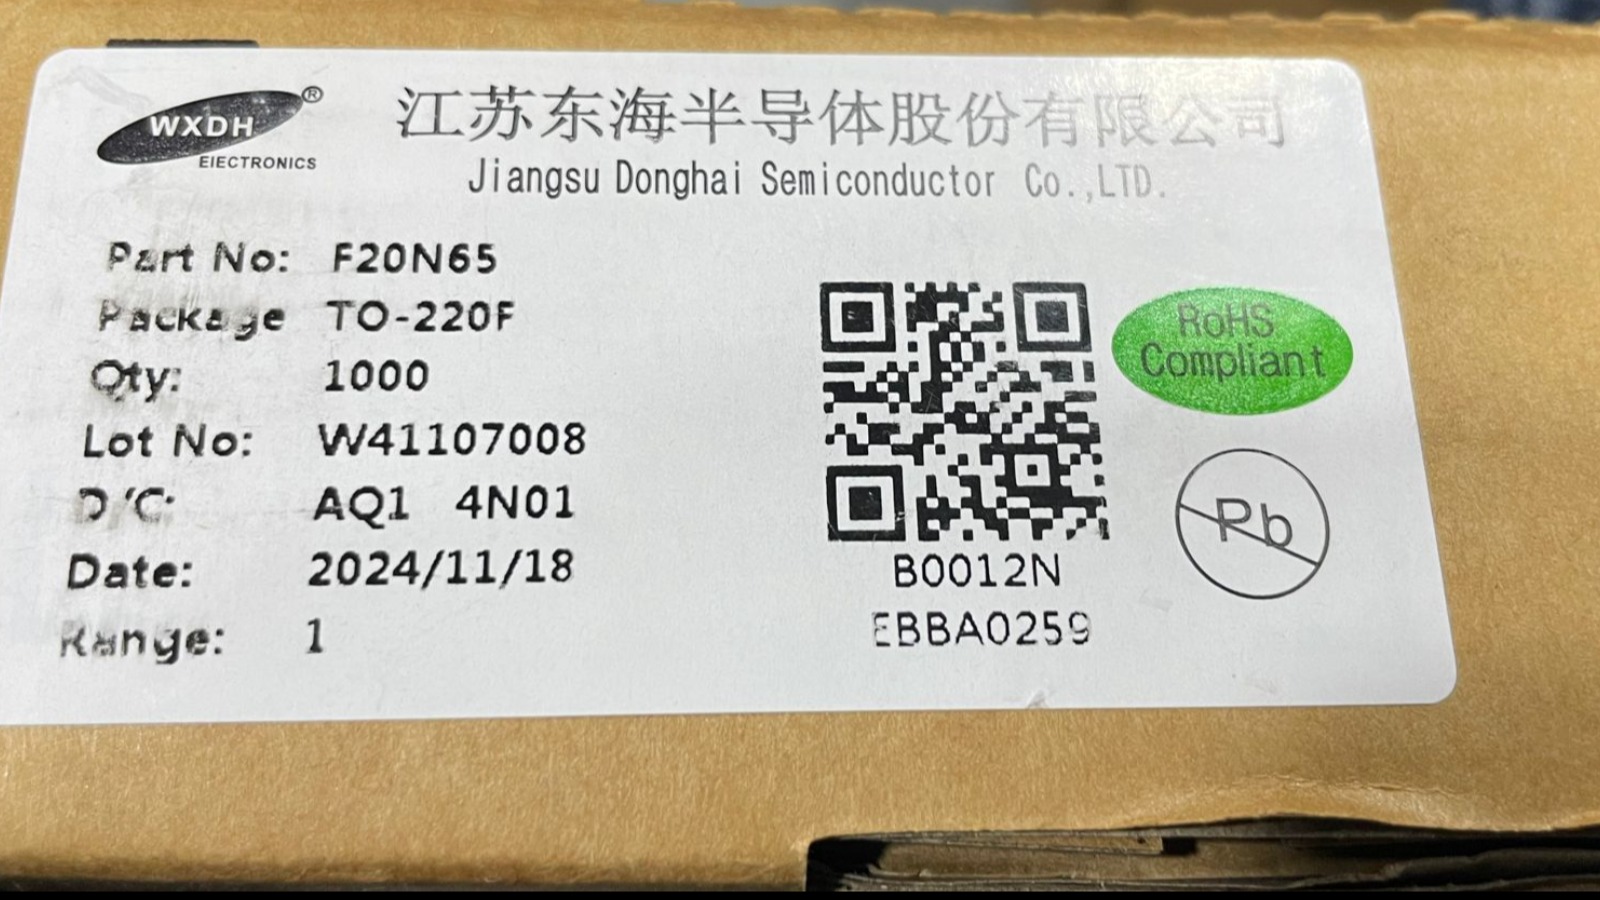 WXDH ®
EIECTRONICS
江苏东海半导体股份有限公司
Jiangsu Donghai Semiconductor Co.,LTD.
Part No: F20N65
Package TO-220F
Qty: 1000
Lot No: W41107008
D/C: AQ1 4N01
Date: 2024/11/18
Range: 1
B0012N
EBBA0259
RoHS
Compliant
Pb